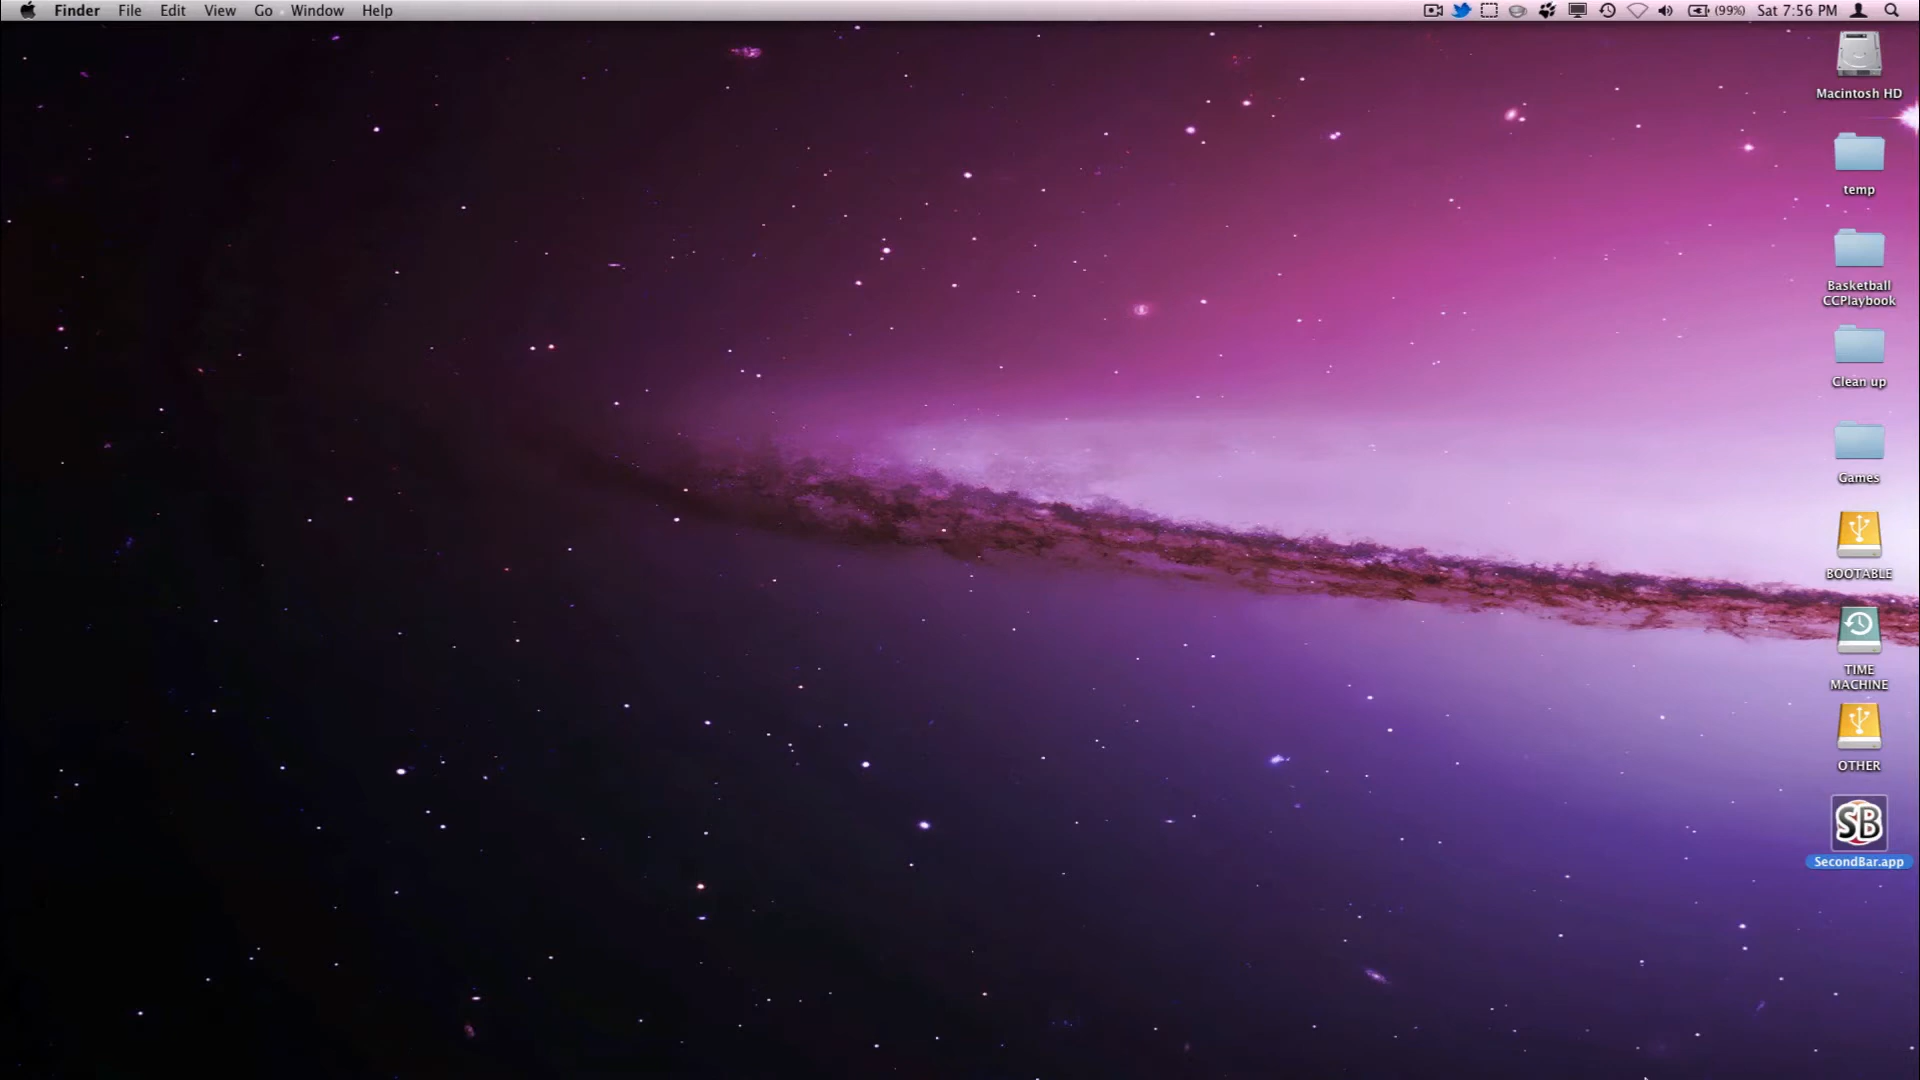 Finder File Edit View Go Window Help (99%) Sat 7:56 PM
Macintosh HD
temp
Basketball
CCPlaybook
Clean up
Games
BOOTABLE
TIME
MACHINE
OTHER
SB
SecondBar.app